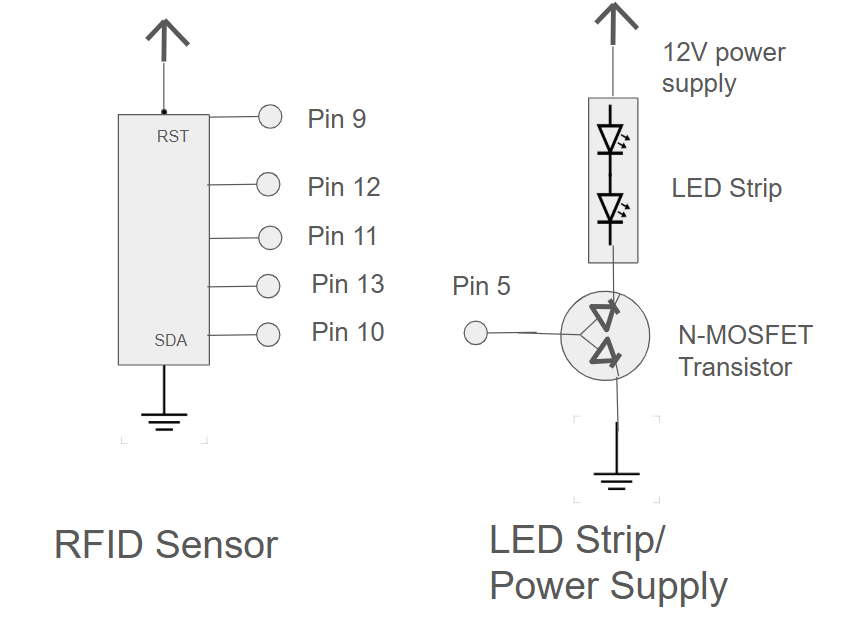 RST
Pin 9
Pin 12
Pin 11
Pin 13
SDA
Pin 10
RFID Sensor
12V power
supply
LED Strip
Pin 5
N-MOSFET
Transistor
LED Strip/
Power Supply